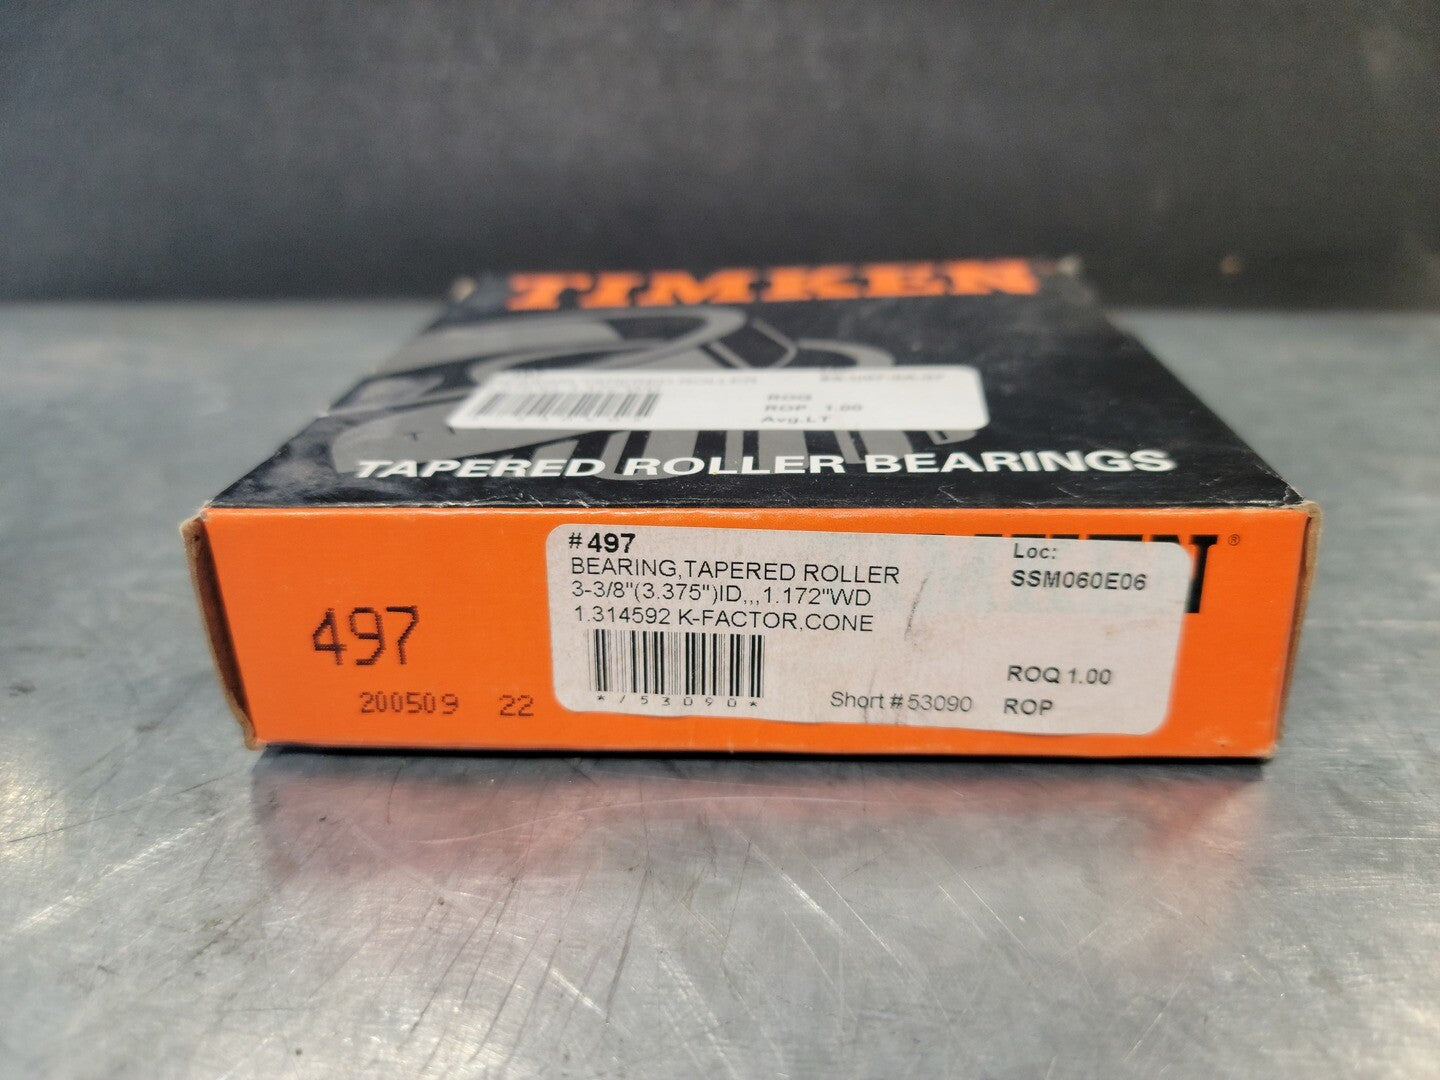 TIMKEN
ROQ
ROP 1.00
Avg.LT
TAPERED ROLLER BEARINGS
#497
BEARING,TAPERED ROLLER
3-3/8"(3.375")ID,,,1.172"WD
1.314592 K-FACTOR,CONE
*/53090*
Short # 53090
Loc:
SSM060E06
ROQ 1.00
ROP
®
497
200509 22